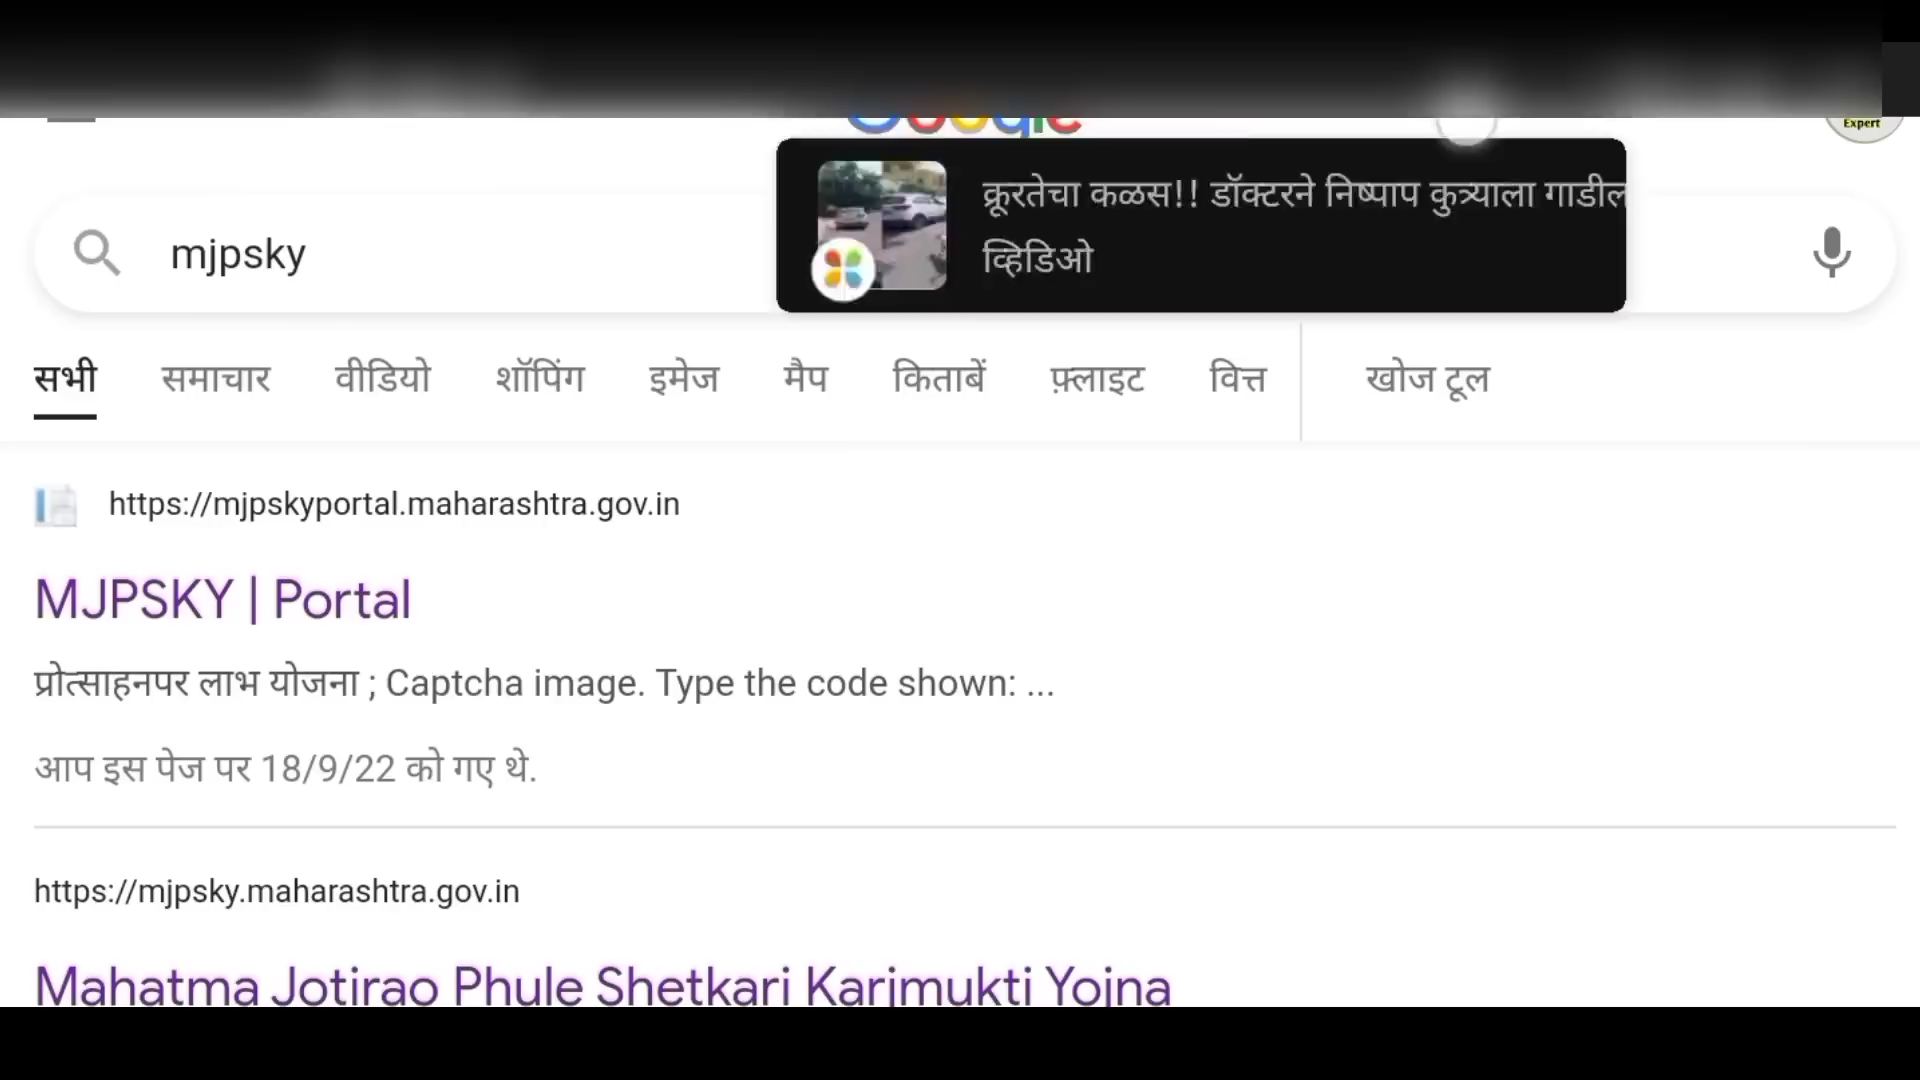 Expert
क्रूरतेचा कळस!! डॉक्टरने निष्पाप कुत्र्याला गाडील
व्हिडिओ
mjpsky
सभी समाचार वीडियो शॉपिंग इमेज मैप किताबें फ़्लाइट वित्त खोज टूल
https://mjpskyportal.maharashtra.gov.in
MJPSKY | Portal
प्रोत्साहनपर लाभ योजना ; Captcha image. Type the code shown: ...
आप इस पेज पर 18/9/22 को गए थे.
https://mjpsky.maharashtra.gov.in
Mahatma Jotirao Phule Shetkari Karjmukti Yojna